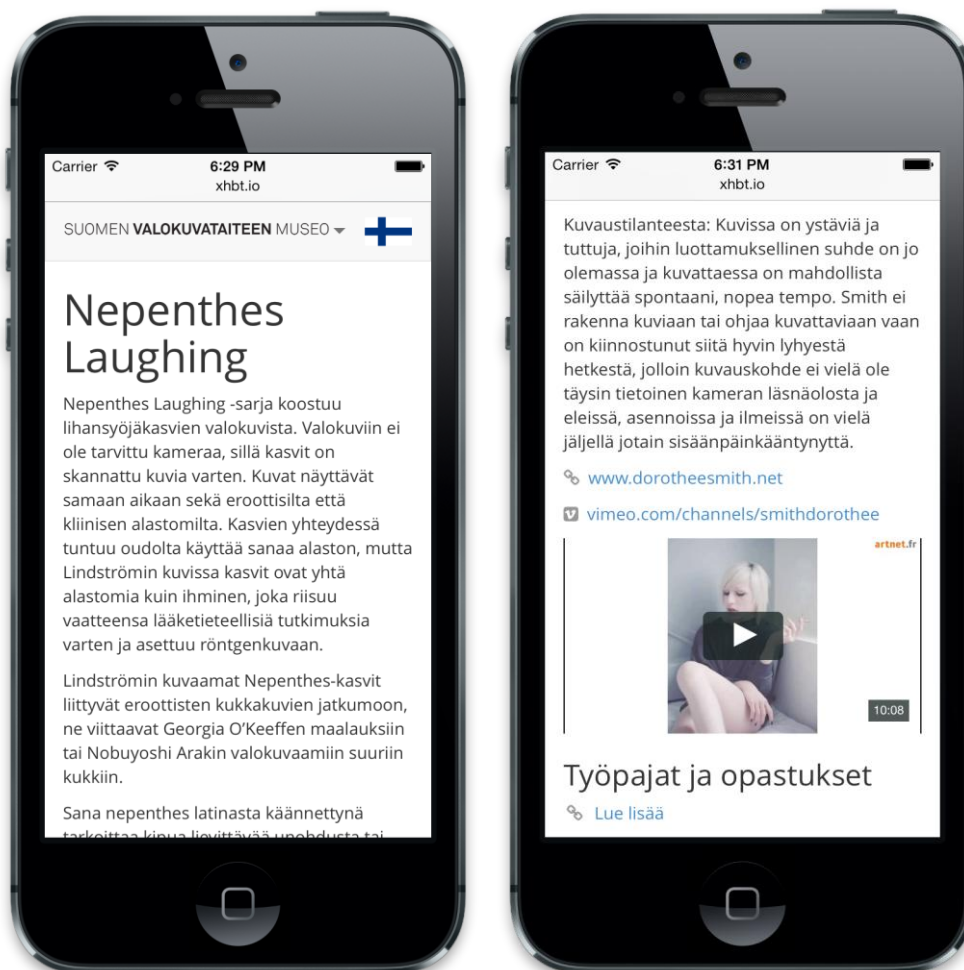 Carrier
6:29 PM
xhbt.io
SUOMEN VALOKUVATAITEEN MUSEO
Nepenthes
Laughing
Nepenthes Laughing -sarja koostuu
lihansyöjäkasvien valokuvista. Valokuviin ei
ole tarvittu kameraa, sillä kasvit on
skannattu kuvia varten. Kuvat näyttävät
samaan aikaan sekä eroottisilta että
kliinisen alastomilta. Kasvien yhteydessä
tuntuu oudolta käyttää sanaa alaston, mutta
Lindströmin kuvissa kasvit ovat yhtä
alastomia kuin ihminen, joka riisuu
vaatteensa lääketieteellisiä tutkimuksia
varten ja asettuu röntgenkuvaan.
Lindströmin kuvaamat Nepenthes-kasvit
liittyvät eroottisten kukkakuvien jatkumoon,
ne viittaavat Georgia O’Keeffen maalauksiin
tai Nobuyoshi Arakin valokuvaamiin suuriin
kukkiin.
Sana nepenthes latinasta käännettynä
tarkoittaa kipua lievittävää unohdusta tai
Carrier
6:31 PM
xhbt.io
Kuvaustilanteesta: Kuvissa on ystäviä ja
tuttuja, joihin luottamuksellinen suhde on jo
olemassa ja kuvattaessa on mahdollista
säilyttää spontaani, nopea tempo. Smith ei
rakenna kuviaan tai ohjaa kuvattaviaan vaan
on kiinnostunut siitä hyvin lyhyestä
hetkestä, jolloin kuvauskohde ei vielä ole
täysin tietoinen kameran läsnäolosta ja
eleissä, asennoissa ja ilmeissä on vielä
jäljellä jotain sisäänpäinkääntynyttä.
www.dorotheesmith.net
vimeo.com/channels/smithdorothee
artnet.fr
10:08
Työpajat ja opastukset
Lue lisää